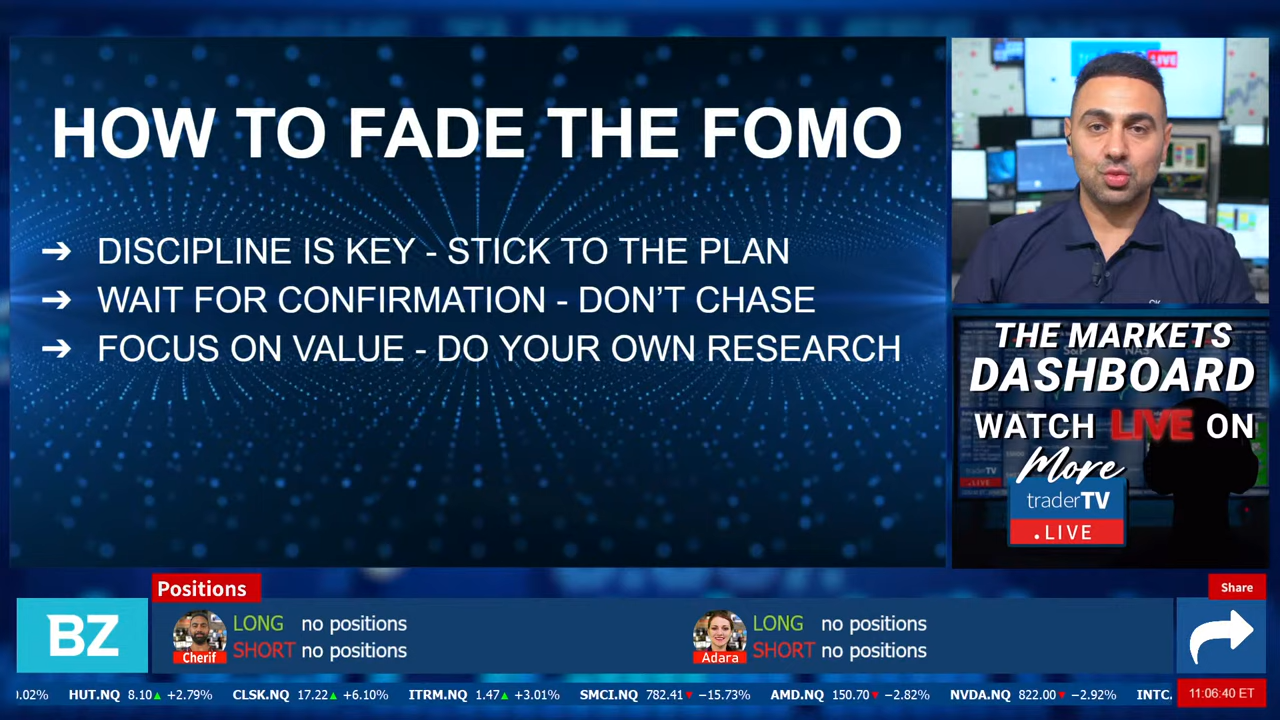 HOW TO FADE THE FOMO
➔ DISCIPLINE IS KEY - STICK TO THE PLAN
➔ WAIT FOR CONFIRMATION - DON’T CHASE
➔ FOCUS ON VALUE - DO YOUR OWN RESEARCH
LIVE
THE MARKETS
DASHBOARD
WATCH LIVE ON
More
traderTV
.LIVE
Positions
Share
BZ
LONG no positions
SHORT no positions
Cherif
LONG no positions
SHORT no positions
Adara
0.02% HUT.NQ 8.10▲ +2.79% CLSK.NQ 17.22▲ +6.10% ITRM.NQ 1.47▲ +3.01% SMCI.NQ 782.41▼ −15.73% AMD.NQ 150.70▼ −2.82% NVDA.NQ 822.00▼ −2.92% INTC.
11:06:40 ET